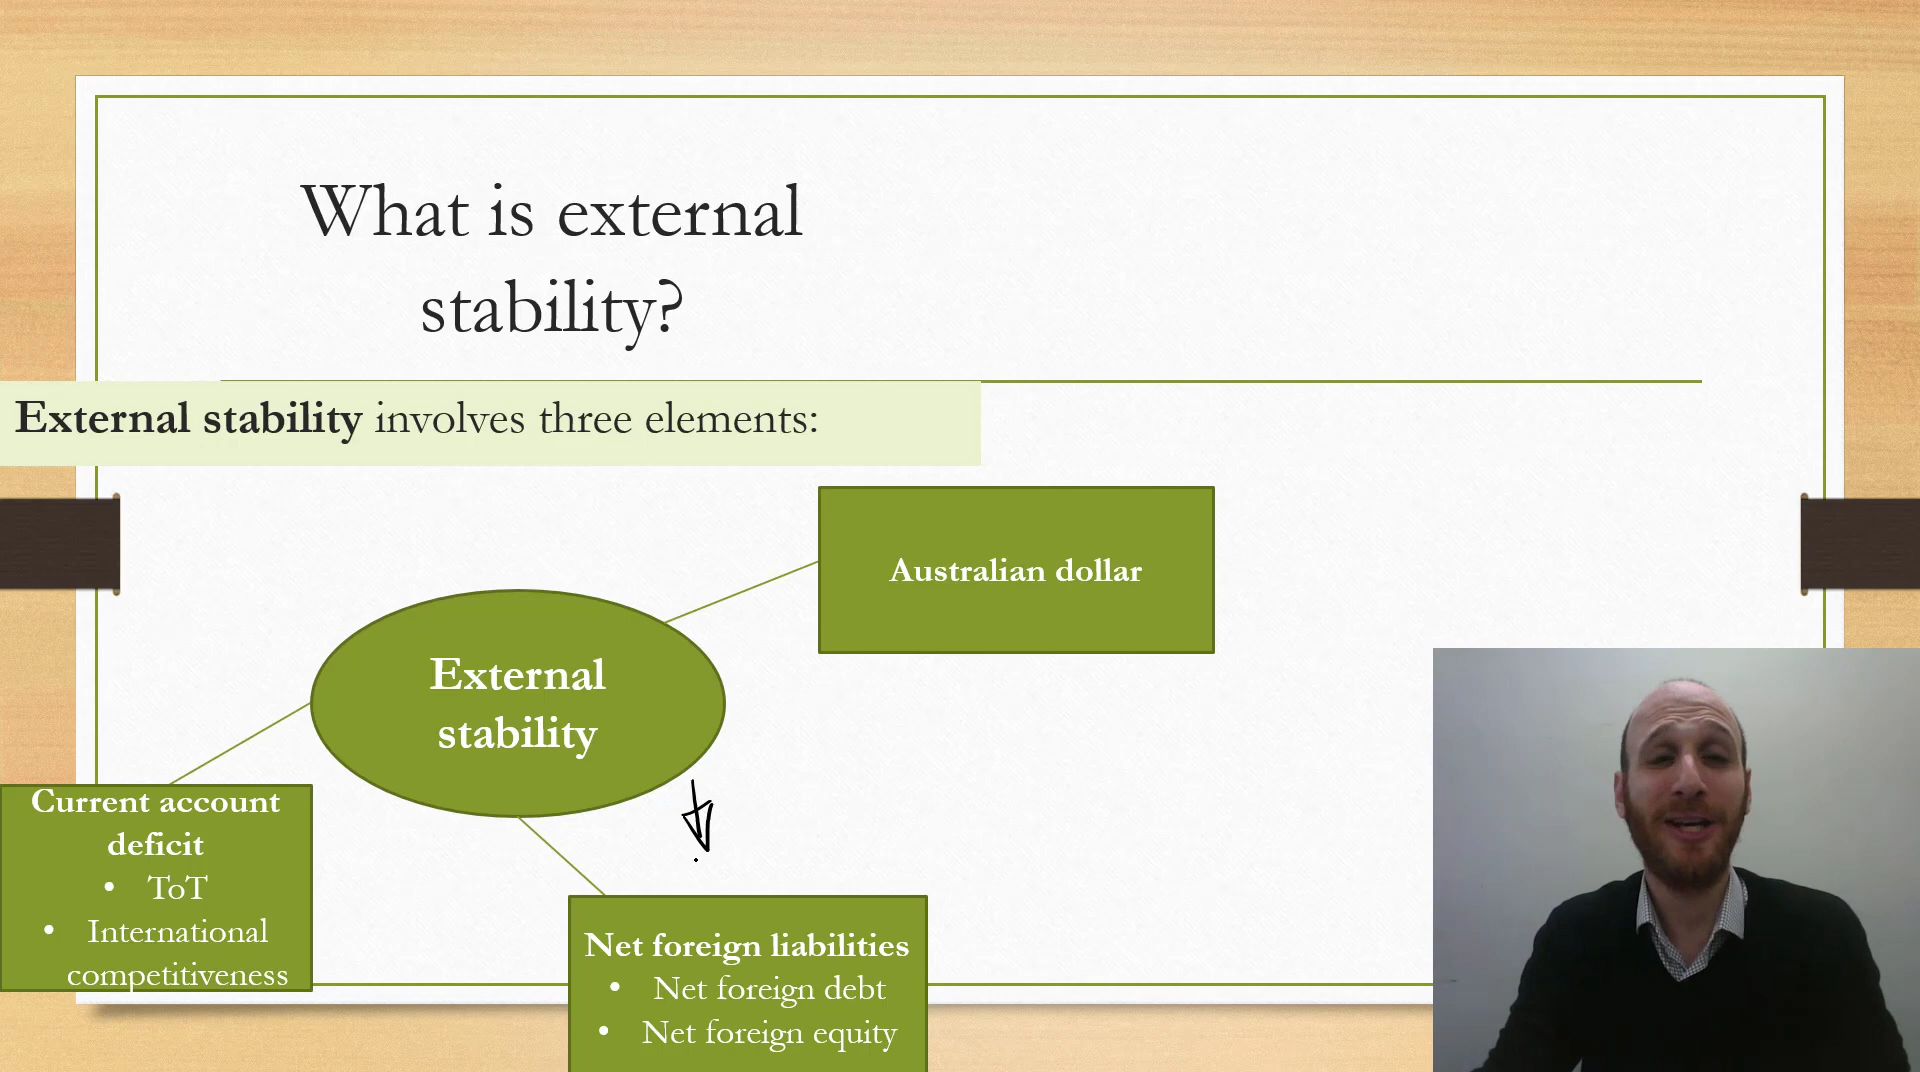 What is external
stability?
External stability involves three elements:
Australian dollar
External
stability
Current account
deficit
• ToT
• International
competitiveness
Net foreign liabilities
• Net foreign debt
• Net foreign equity